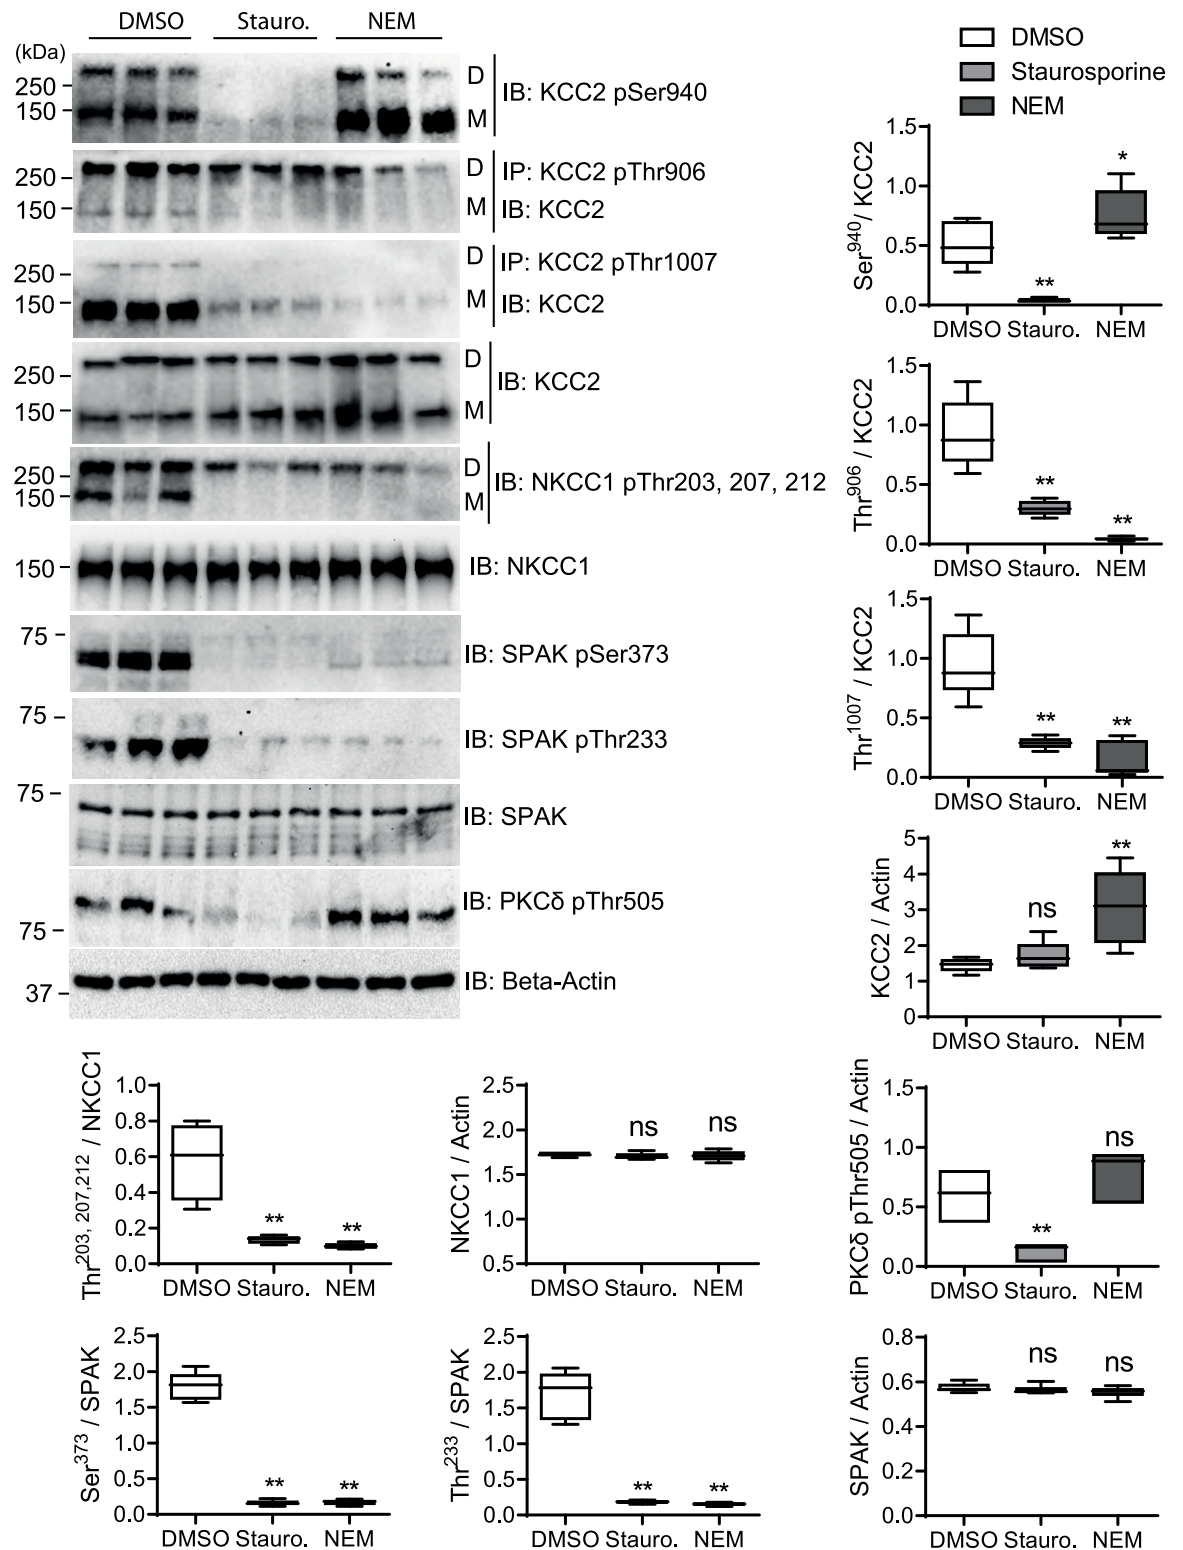 DMSO Stauro. NEM
(kDa)
250
150
D
M
IB: KCC2 pSer940
250
150
D
M
IP: KCC2 pThr906
IB: KCC2
250
150
D
M
IP: KCC2 pThr1007
IB: KCC2
250
150
D
M
IB: KCC2
250
150
D
M
IB: NKCC1 pThr203, 207, 212
150
IB: NKCC1
75
IB: SPAK pSer373
75
IB: SPAK pThr233
75
IB: SPAK
75
IB: PKCδ pThr505
37
IB: Beta-Actin
DMSO
Staurosporine
NEM
Ser940/ KCC2
1.5
1.0
0.5
0.0
**
*
DMSO Stauro. NEM
Thr906 / KCC2
1.5
1.0
0.5
0.0
**
**
DMSO Stauro. NEM
Thr1007 / KCC2
1.5
1.0
0.5
0.0
**
**
DMSO Stauro. NEM
KCC2 / Actin
5
4
3
2
1
0
ns
**
DMSO Stauro. NEM
Thr203, 207,212 / NKCC1
1.0
0.8
0.6
0.4
0.2
0.0
**
**
DMSO Stauro. NEM
NKCC1 / Actin
2.5
2.0
1.5
1.0
0.5
ns
ns
DMSO Stauro. NEM
PKCδ pThr505 / Actin
1.5
1.0
0.5
0.0
**
ns
DMSO Stauro. NEM
Ser373 / SPAK
2.5
2.0
1.5
1.0
0.5
0.0
**
**
DMSO Stauro. NEM
Thr233 / SPAK
2.5
2.0
1.5
1.0
0.5
0.0
**
**
DMSO Stauro. NEM
SPAK / Actin
0.8
0.6
0.4
0.2
0.0
ns
ns
DMSO Stauro. NEM